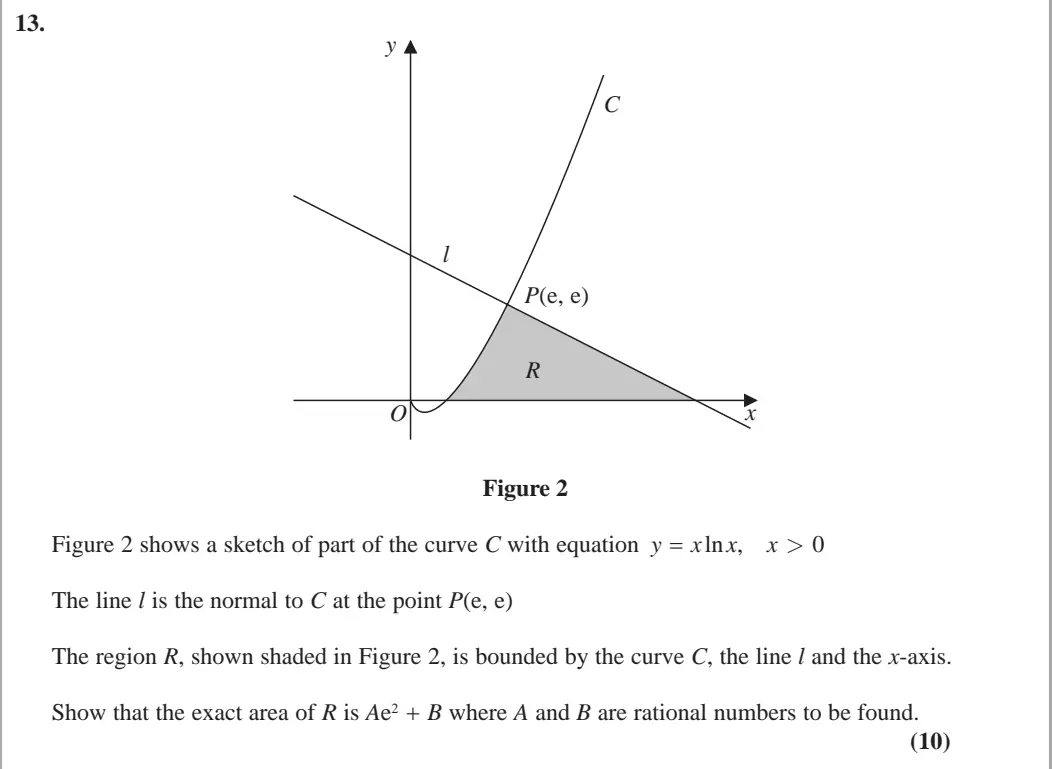 13.
y
C
l
P(e, e)
R
O
x
Figure 2
Figure 2 shows a sketch of part of the curve C with equation y = x ln x, x > 0
The line l is the normal to C at the point P(e, e)
The region R, shown shaded in Figure 2, is bounded by the curve C, the line l and the x-axis.
Show that the exact area of R is Ae² + B where A and B are rational numbers to be found.
(10)